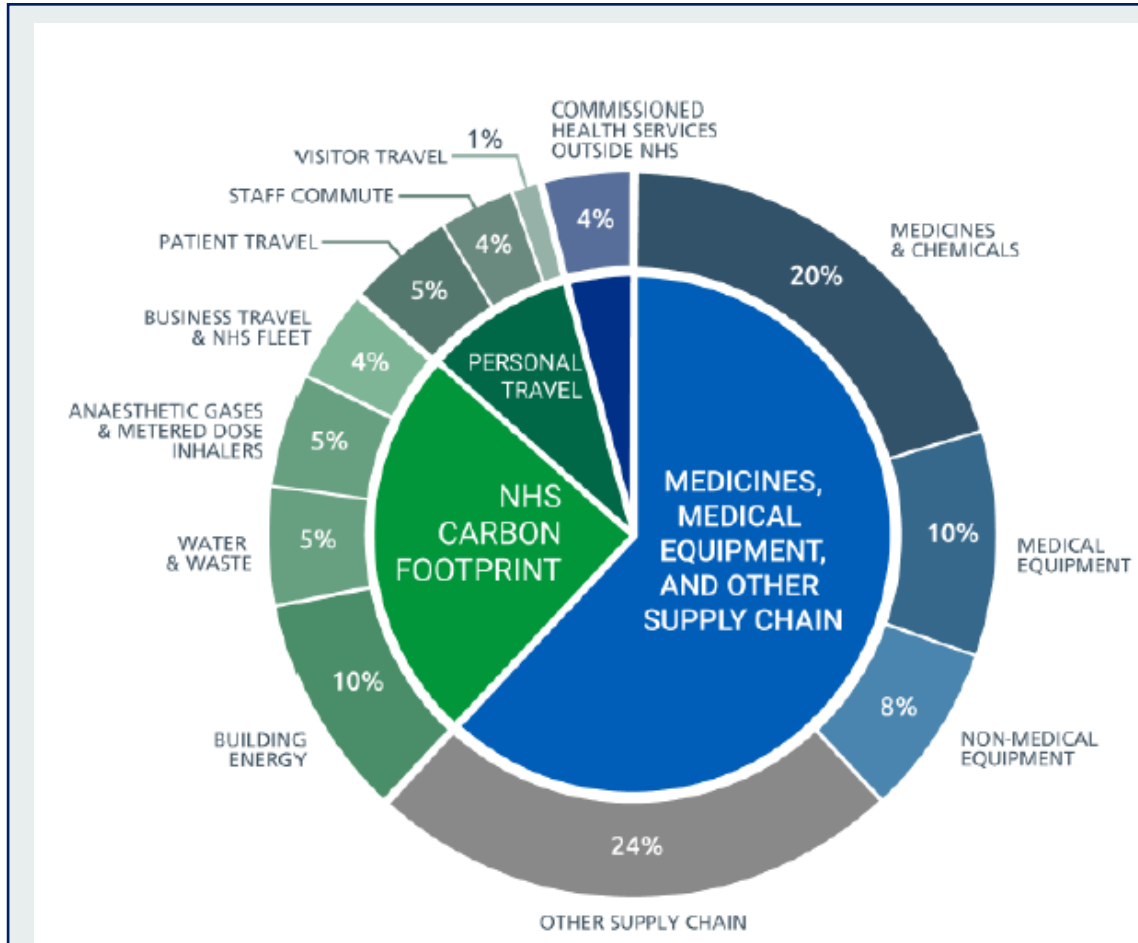 COMMISSIONED
HEALTH SERVICES
OUTSIDE NHS
4%
1%
VISITOR TRAVEL
STAFF COMMUTE
4%
PATIENT TRAVEL
5%
BUSINESS TRAVEL
& NHS FLEET
4%
ANAESTHETIC GASES
& METERED DOSE
INHALERS
5%
WATER
& WASTE
5%
BUILDING
ENERGY
10%
MEDICINES
& CHEMICALS
20%
MEDICAL
EQUIPMENT
10%
NON-MEDICAL
EQUIPMENT
8%
24%
OTHER SUPPLY CHAIN
PERSONAL
TRAVEL
NHS
CARBON
FOOTPRINT
MEDICINES,
MEDICAL
EQUIPMENT,
AND OTHER
SUPPLY CHAIN